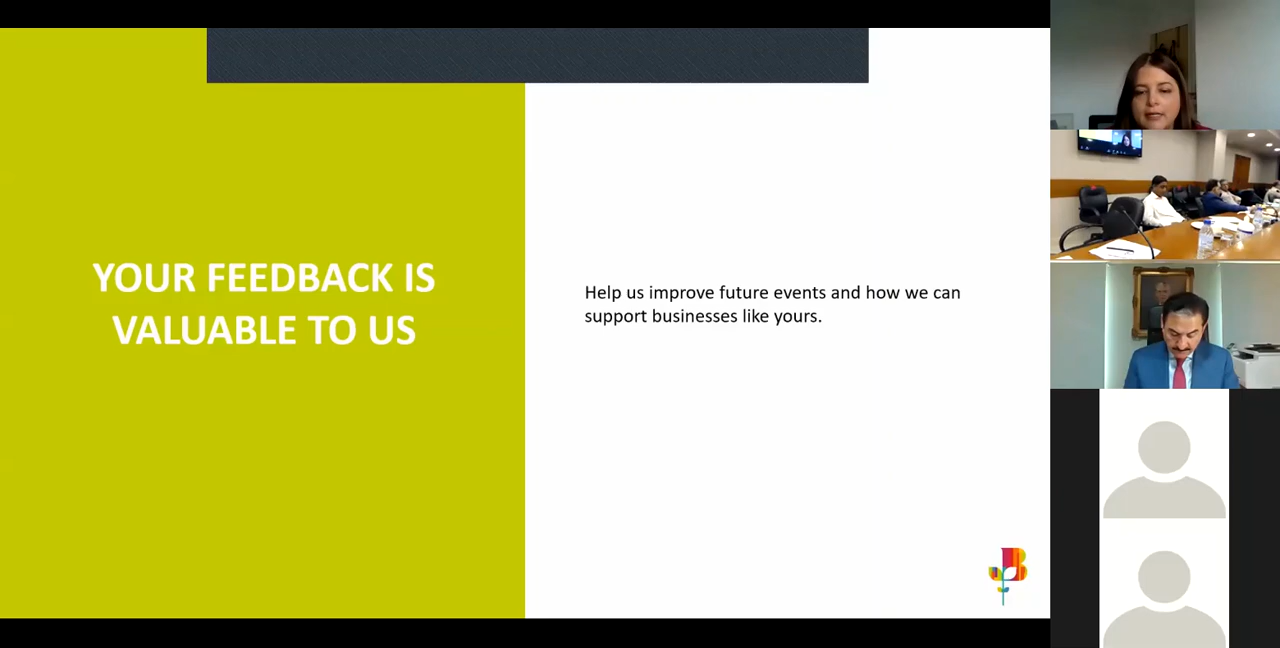 YOUR FEEDBACK IS
VALUABLE TO US
Help us improve future events and how we can
support businesses like yours.